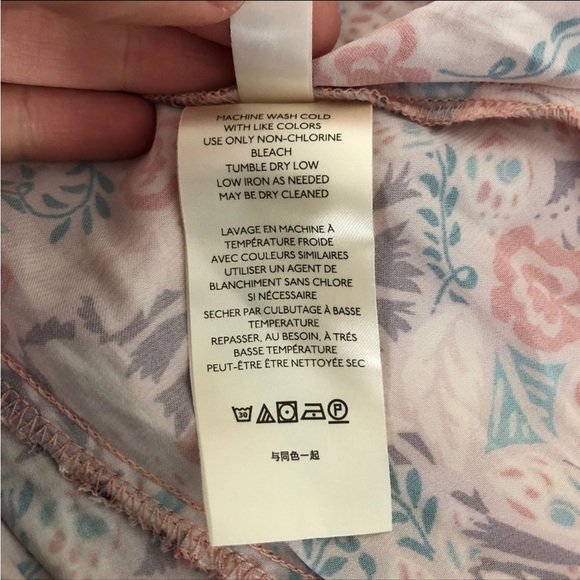 MACHINE WASH COLD
WITH LIKE COLORS
USE ONLY NON-CHLORINE
BLEACH
TUMBLE DRY LOW
LOW IRON AS NEEDED
MAY BE DRY CLEANED
LAVAGE EN MACHINE À
TEMPÉRATURE FROIDE
AVEC COULEURS SIMILAIRES
UTILISER UN AGENT DE
BLANCHIMENT SANS CHLORE
SI NÉCESSAIRE
SECHER PAR CULBUTAGE À BASSE
TEMPERATURE
REPASSER, AU BESOIN, À TRÉS
BASSE TEMPÉRATURE
PEUT-ÊTRE ÊTRE NETTOYÉE SEC
30 P
与同色一起